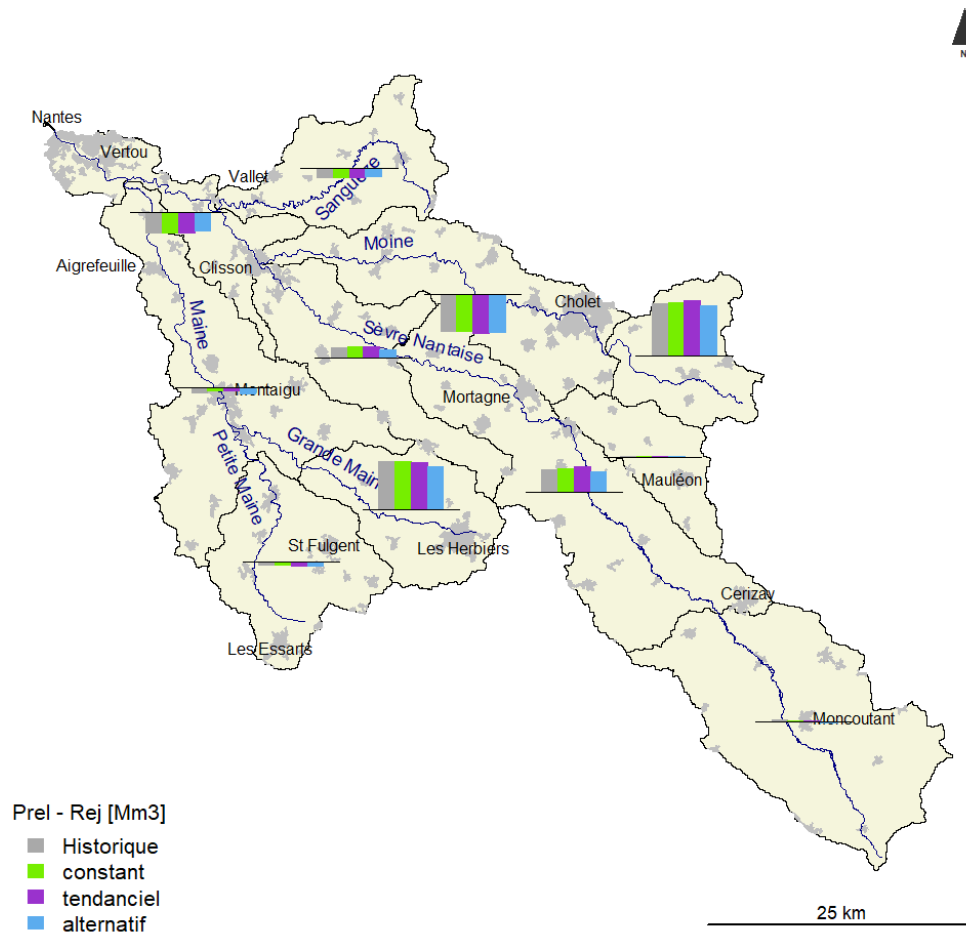 N
Nantes
Vertou
Vallet
Sanguèze
Moine
Aigrefeuille
Clisson
Cholet
Maine
Sèvre Nantaise
Montaigu
Mortagne
Petite Maine
Grande Maine
Mauléon
St Fulgent
Les Herbiers
Cerizay
Les Essarts
Moncoutant
Prel - Rej [Mm3]
Historique
constant
tendanciel
alternatif
25 km